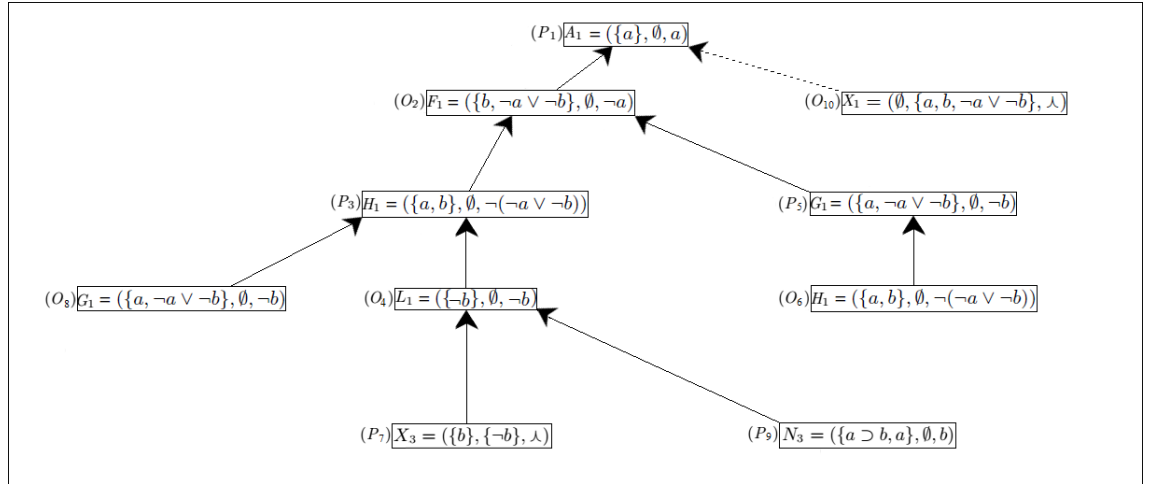 (P₁) A₁ = ({a}, ∅, a)
(O₂) F₁ = ({b, ¬a ∨ ¬b}, ∅, ¬a)
(O₁₀) X₁ = (∅, {a, b, ¬a ∨ ¬b}, ⋏)
(P₃) H₁ = ({a, b}, ∅, ¬(¬a ∨ ¬b))
(P₅) G₁ = ({a, ¬a ∨ ¬b}, ∅, ¬b)
(O₈) G₁ = ({a, ¬a ∨ ¬b}, ∅, ¬b)
(O₄) L₁ = ({¬b}, ∅, ¬b)
(O₆) H₁ = ({a, b}, ∅, ¬(¬a ∨ ¬b))
(P₇) X₃ = ({b}, {¬b}, ⋏)
(P₉) N₃ = ({a ⊃ b, a}, ∅, b)